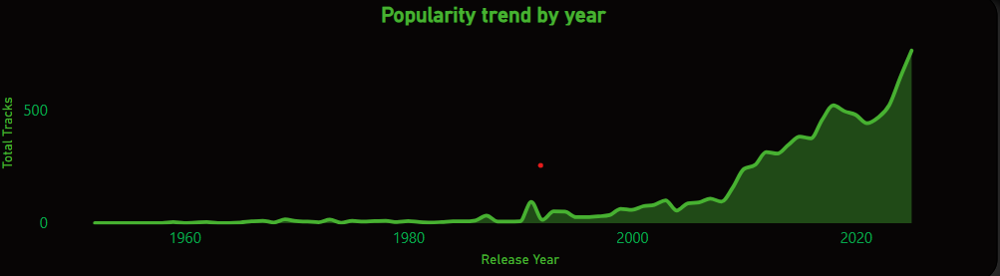 Popularity trend by year
Total Tracks
500
0
1960 1980 2000 2020
Release Year